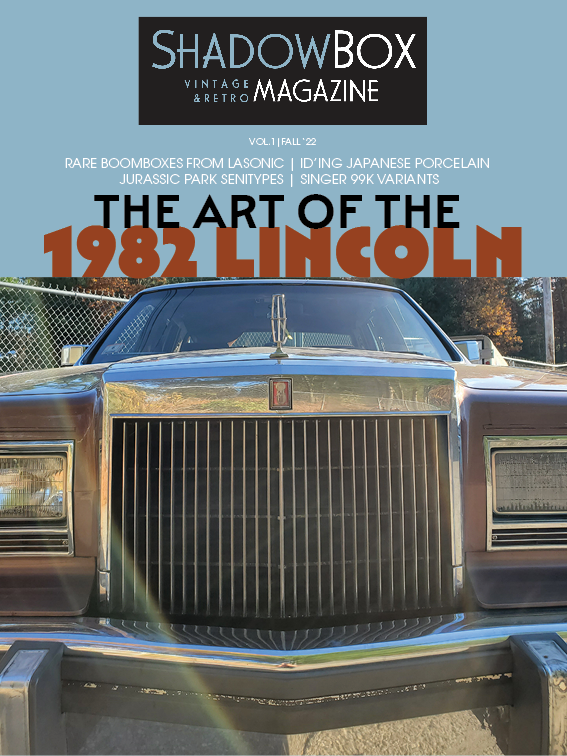 SHADOWBOX
VINTAGE
& RETRO MAGAZINE
VOL.1|FALL '22
RARE BOOMBOXES FROM LASONIC | ID'ING JAPANESE PORCELAIN
JURASSIC PARK SENITYPES | SINGER 99K VARIANTS
THE ART OF THE
1982 LINCOLN